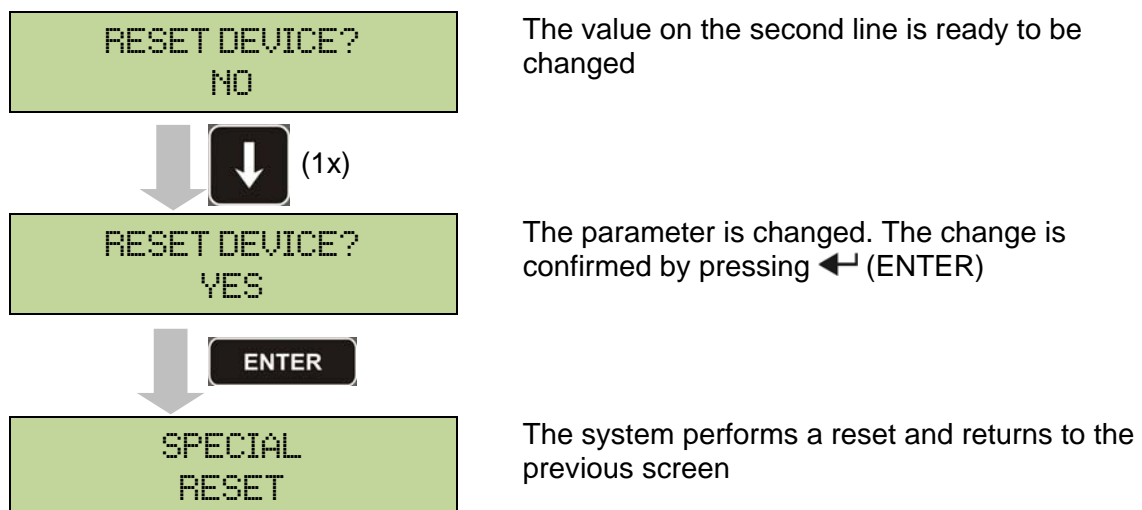 RESET DEVICE?
NO
The value on the second line is ready to be
changed
(1x)
RESET DEVICE?
YES
The parameter is changed. The change is
confirmed by pressing (ENTER)
ENTER
SPECIAL
RESET
The system performs a reset and returns to the
previous screen